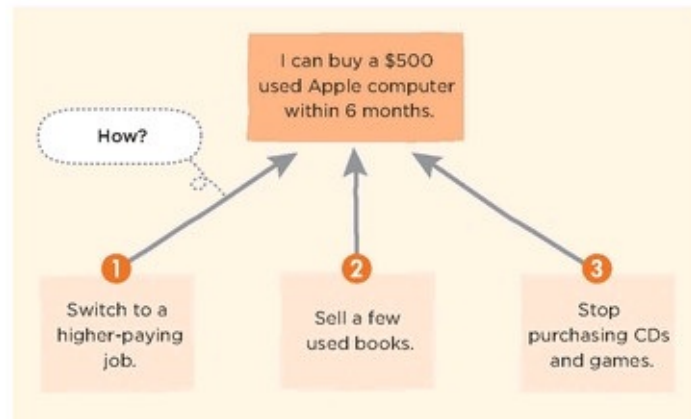 I can buy a $500
used Apple computer
within 6 months.
How?
1
Switch to a
higher-paying
job.
2
Sell a few
used books.
3
Stop
purchasing CDs
and games.